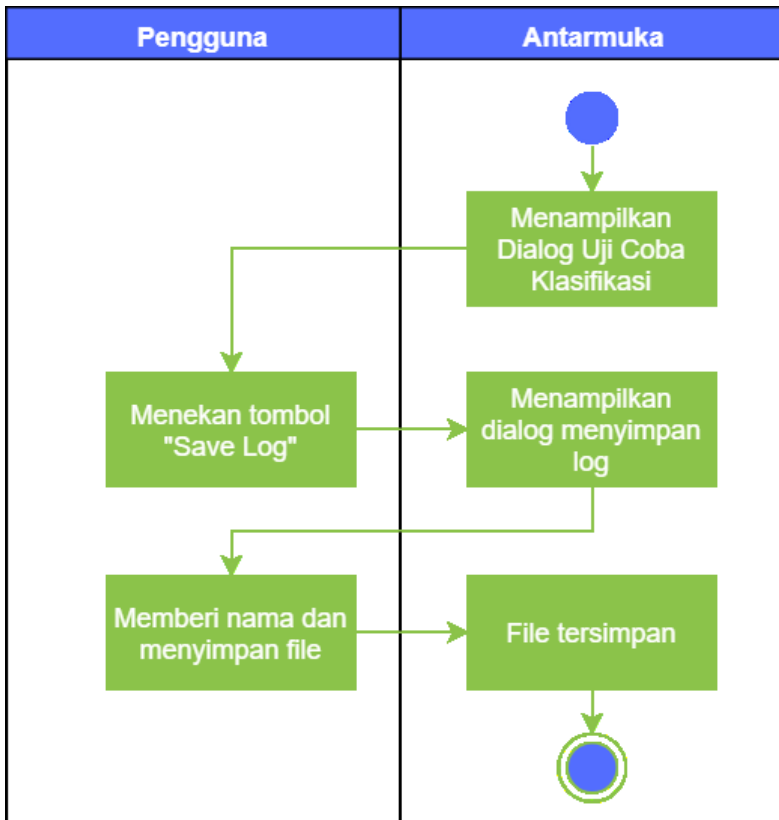 Pengguna
Antarmuka
Menampilkan
Dialog Uji Coba
Klasifikasi
Menekan tombol
"Save Log"
Menampilkan
dialog menyimpan
log
Memberi nama dan
menyimpan file
File tersimpan